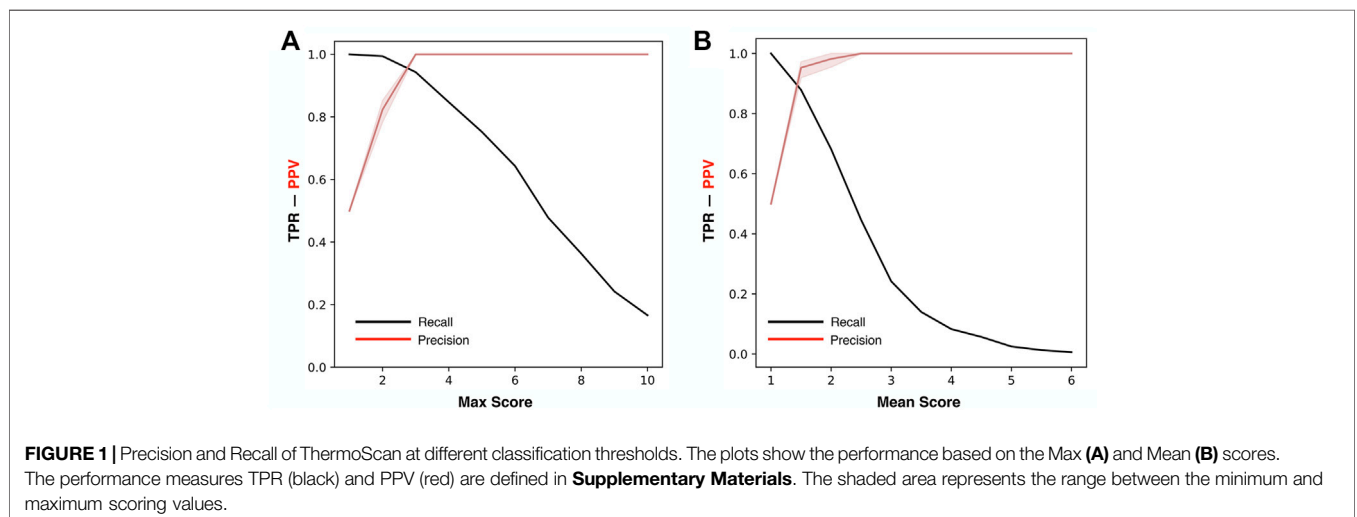 A
1.0
0.8
0.6
0.4
0.2
0.0
TPR — PPV
Recall
Precision
2 4 6 8 10
Max Score
B
1.0
0.8
0.6
0.4
0.2
0.0
TPR — PPV
Recall
Precision
1 2 3 4 5 6
Mean Score
FIGURE 1 | Precision and Recall of ThermoScan at different classification thresholds. The plots show the performance based on the Max (A) and Mean (B) scores.
The performance measures TPR (black) and PPV (red) are defined in Supplementary Materials. The shaded area represents the range between the minimum and
maximum scoring values.